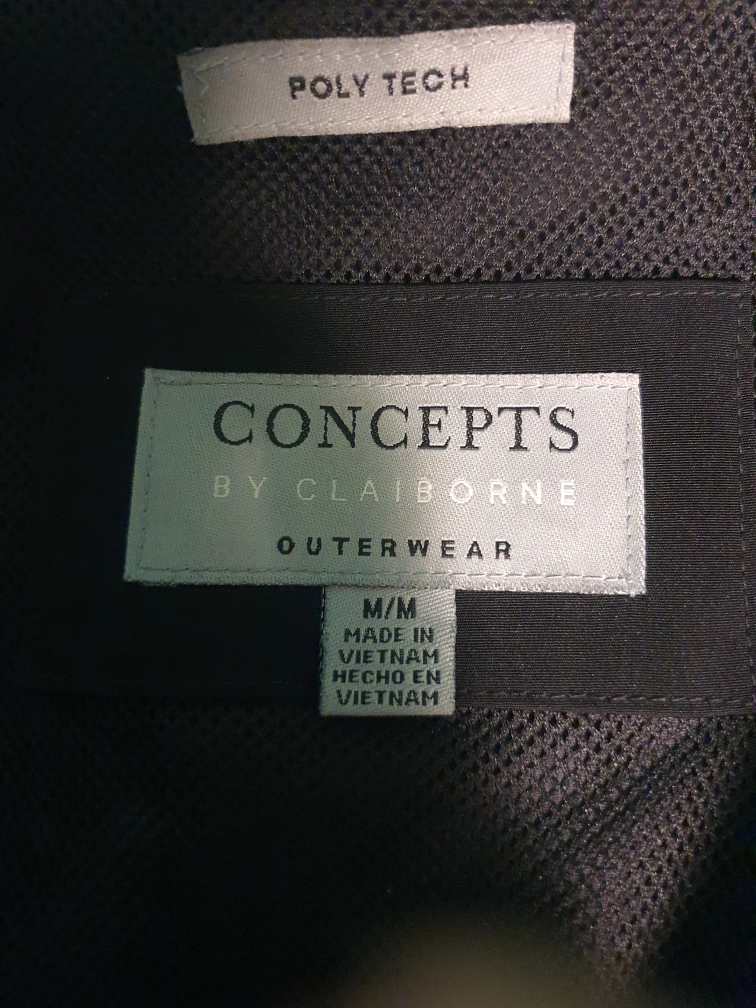 POLY TECH
CONCEPTS
BY CLAIBORNE
OUTERWEAR
M/M
MADE IN
VIETNAM
HECHO EN
VIETNAM